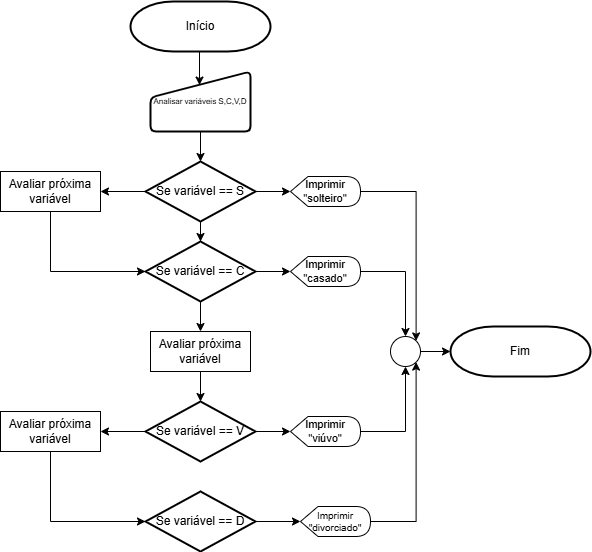 Início
Analisar variáveis S,C,V,D
Avaliar próxima
variável
Se variável == S
Imprimir
"solteiro"
Se variável == C
Imprimir
"casado"
Avaliar próxima
variável
Fim
Avaliar próxima
variável
Se variável == V
Imprimir
"viúvo"
Se variável == D
Imprimir
"divorciado"